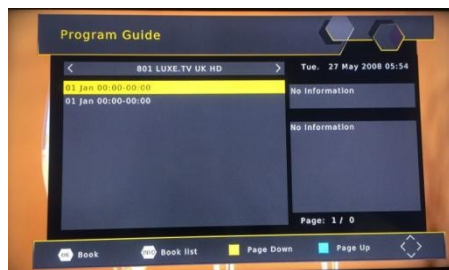 Program Guide
801 LUXE.TV UK HD
Tue. 27 May 2008 05:54
01 Jan 00:00-00:00
01 Jan 00:00-00:00
No Information
No Information
Page: 1/ 0
OK Book
INFO Book list
Page Down
Page Up